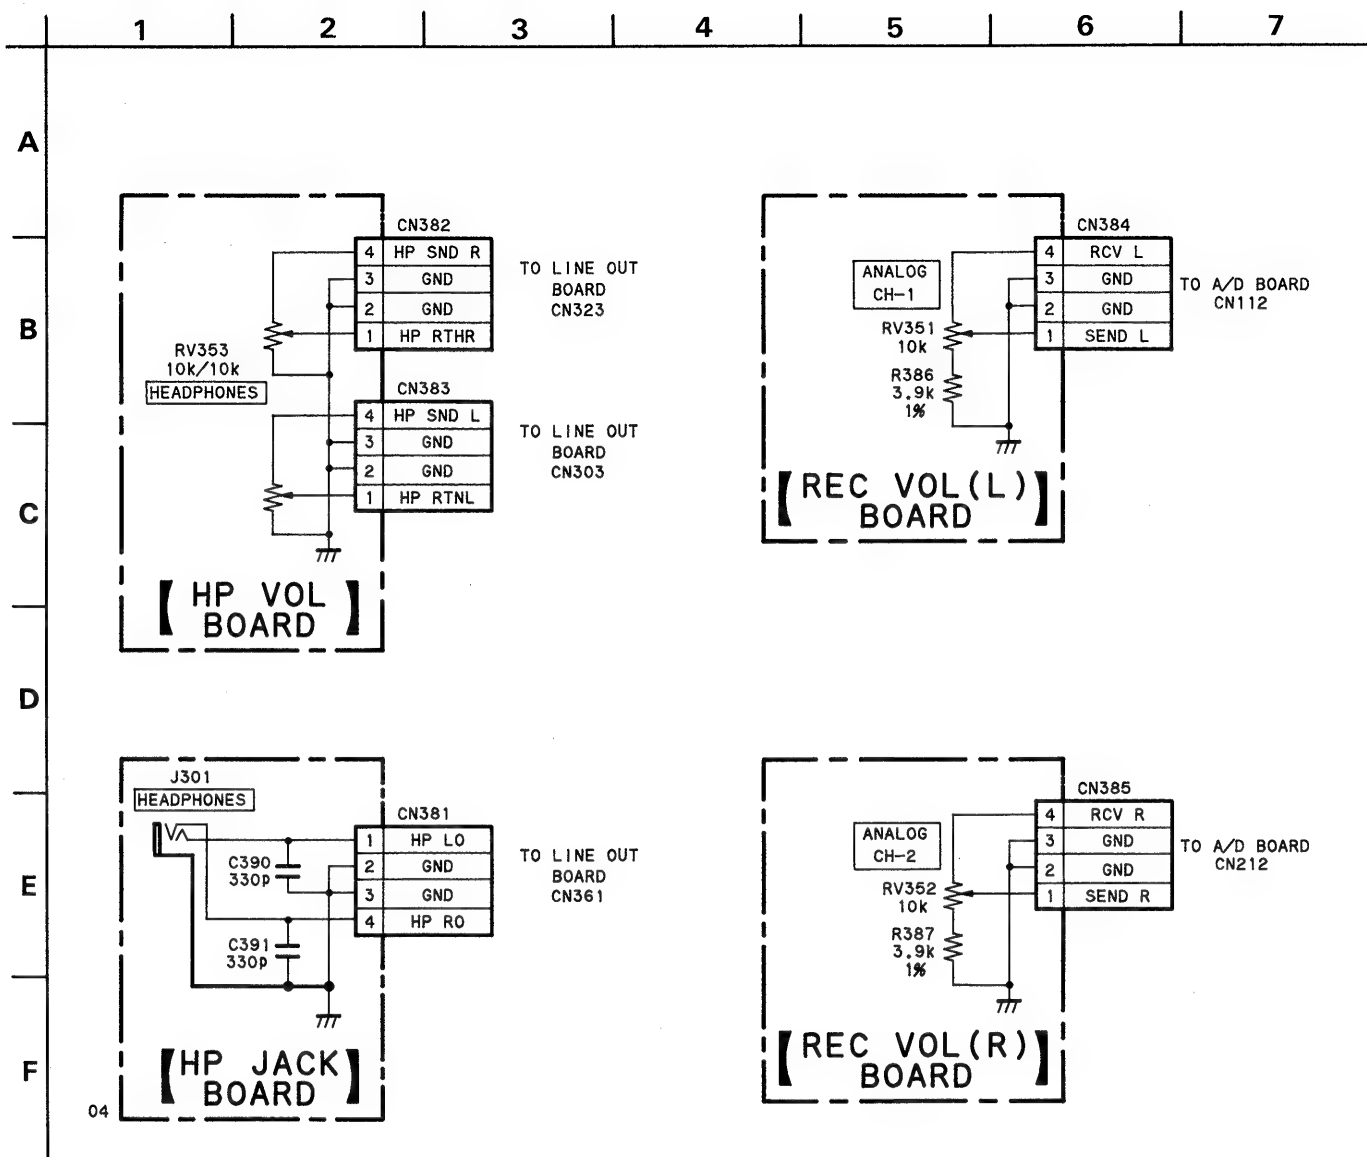 1 2 3 4 5 6 7
A
B
C
D
E
F
CN382
4 HP SND R
3 GND
2 GND
1 HP RTHR
TO LINE OUT
BOARD
CN323
RV353
10k/10k
HEADPHONES
CN383
4 HP SND L
3 GND
2 GND
1 HP RTNL
TO LINE OUT
BOARD
CN303
【HP VOL
BOARD】
CN384
4 RCV L
3 GND
2 GND
1 SEND L
TO A/D BOARD
CN112
ANALOG
CH-1
RV351
10k
R386
3.9k
1%
【REC VOL(L)
BOARD】
J301
HEADPHONES
CN381
1 HP LO
2 GND
3 GND
4 HP RO
TO LINE OUT
BOARD
CN361
C390
330p
C391
330p
【HP JACK
BOARD】
04
CN385
4 RCV R
3 GND
2 GND
1 SEND R
TO A/D BOARD
CN212
ANALOG
CH-2
RV352
10k
R387
3.9k
1%
【REC VOL(R)
BOARD】